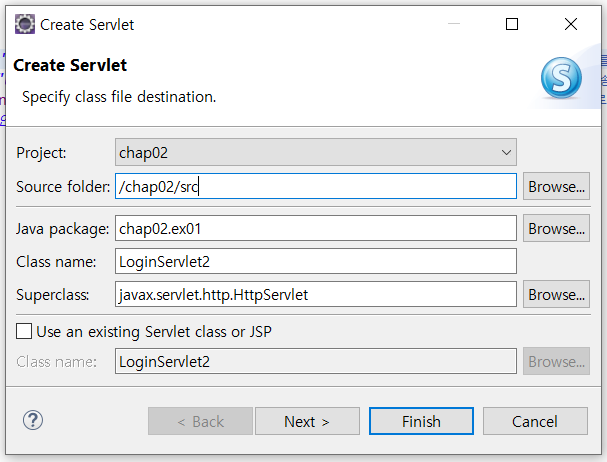 Create Servlet
Create Servlet
Specify class file destination.
S
Project: chap02
Source folder: /chap02/src Browse...
Java package: chap02.ex01 Browse...
Class name: LoginServlet2
Superclass: javax.servlet.http.HttpServlet Browse...
Use an existing Servlet class or JSP
Class name: LoginServlet2 Browse...
? < Back Next > Finish Cancel